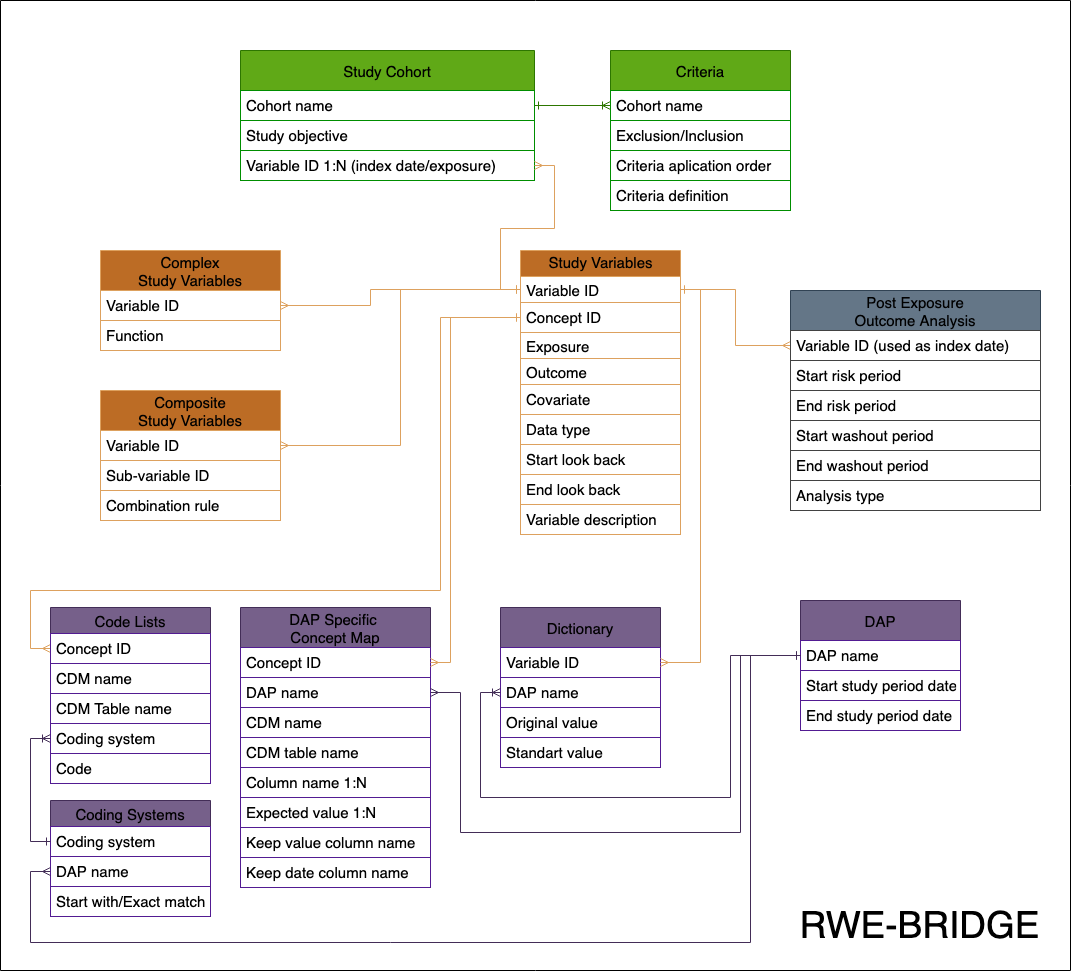 Study Cohort
Cohort name
Study objective
Variable ID 1:N (index date/exposure)
Criteria
Cohort name
Exclusion/Inclusion
Criteria aplication order
Criteria definition
Complex
Study Variables
Variable ID
Function
Composite
Study Variables
Variable ID
Sub-variable ID
Combination rule
Study Variables
Variable ID
Concept ID
Exposure
Outcome
Covariate
Data type
Start look back
End look back
Variable description
Post Exposure
Outcome Analysis
Variable ID (used as index date)
Start risk period
End risk period
Start washout period
End washout period
Analysis type
Code Lists
Concept ID
CDM name
CDM Table name
Coding system
Code
Coding Systems
Coding system
DAP name
Start with/Exact match
DAP Specific
Concept Map
Concept ID
DAP name
CDM name
CDM table name
Column name 1:N
Expected value 1:N
Keep value column name
Keep date column name
Dictionary
Variable ID
DAP name
Original value
Standart value
DAP
DAP name
Start study period date
End study period date
RWE-BRIDGE